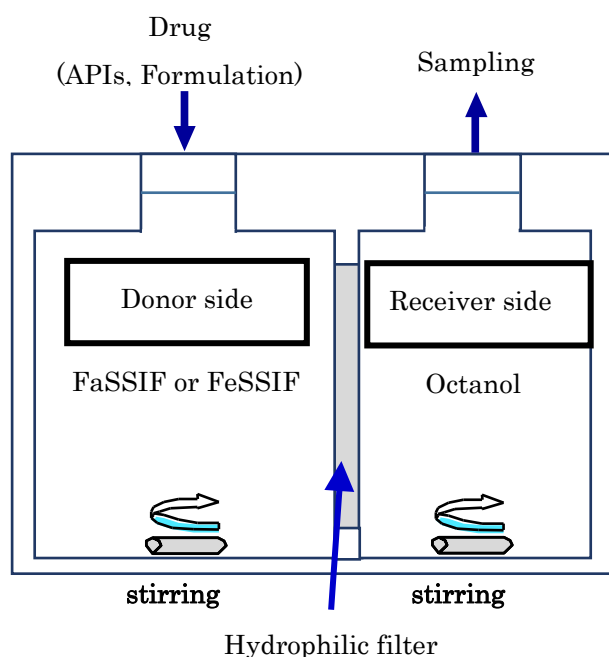 Drug
(APIs, Formulation)
Sampling
Donor side
Receiver side
FaSSIF or FeSSIF
Octanol
stirring
stirring
Hydrophilic filter